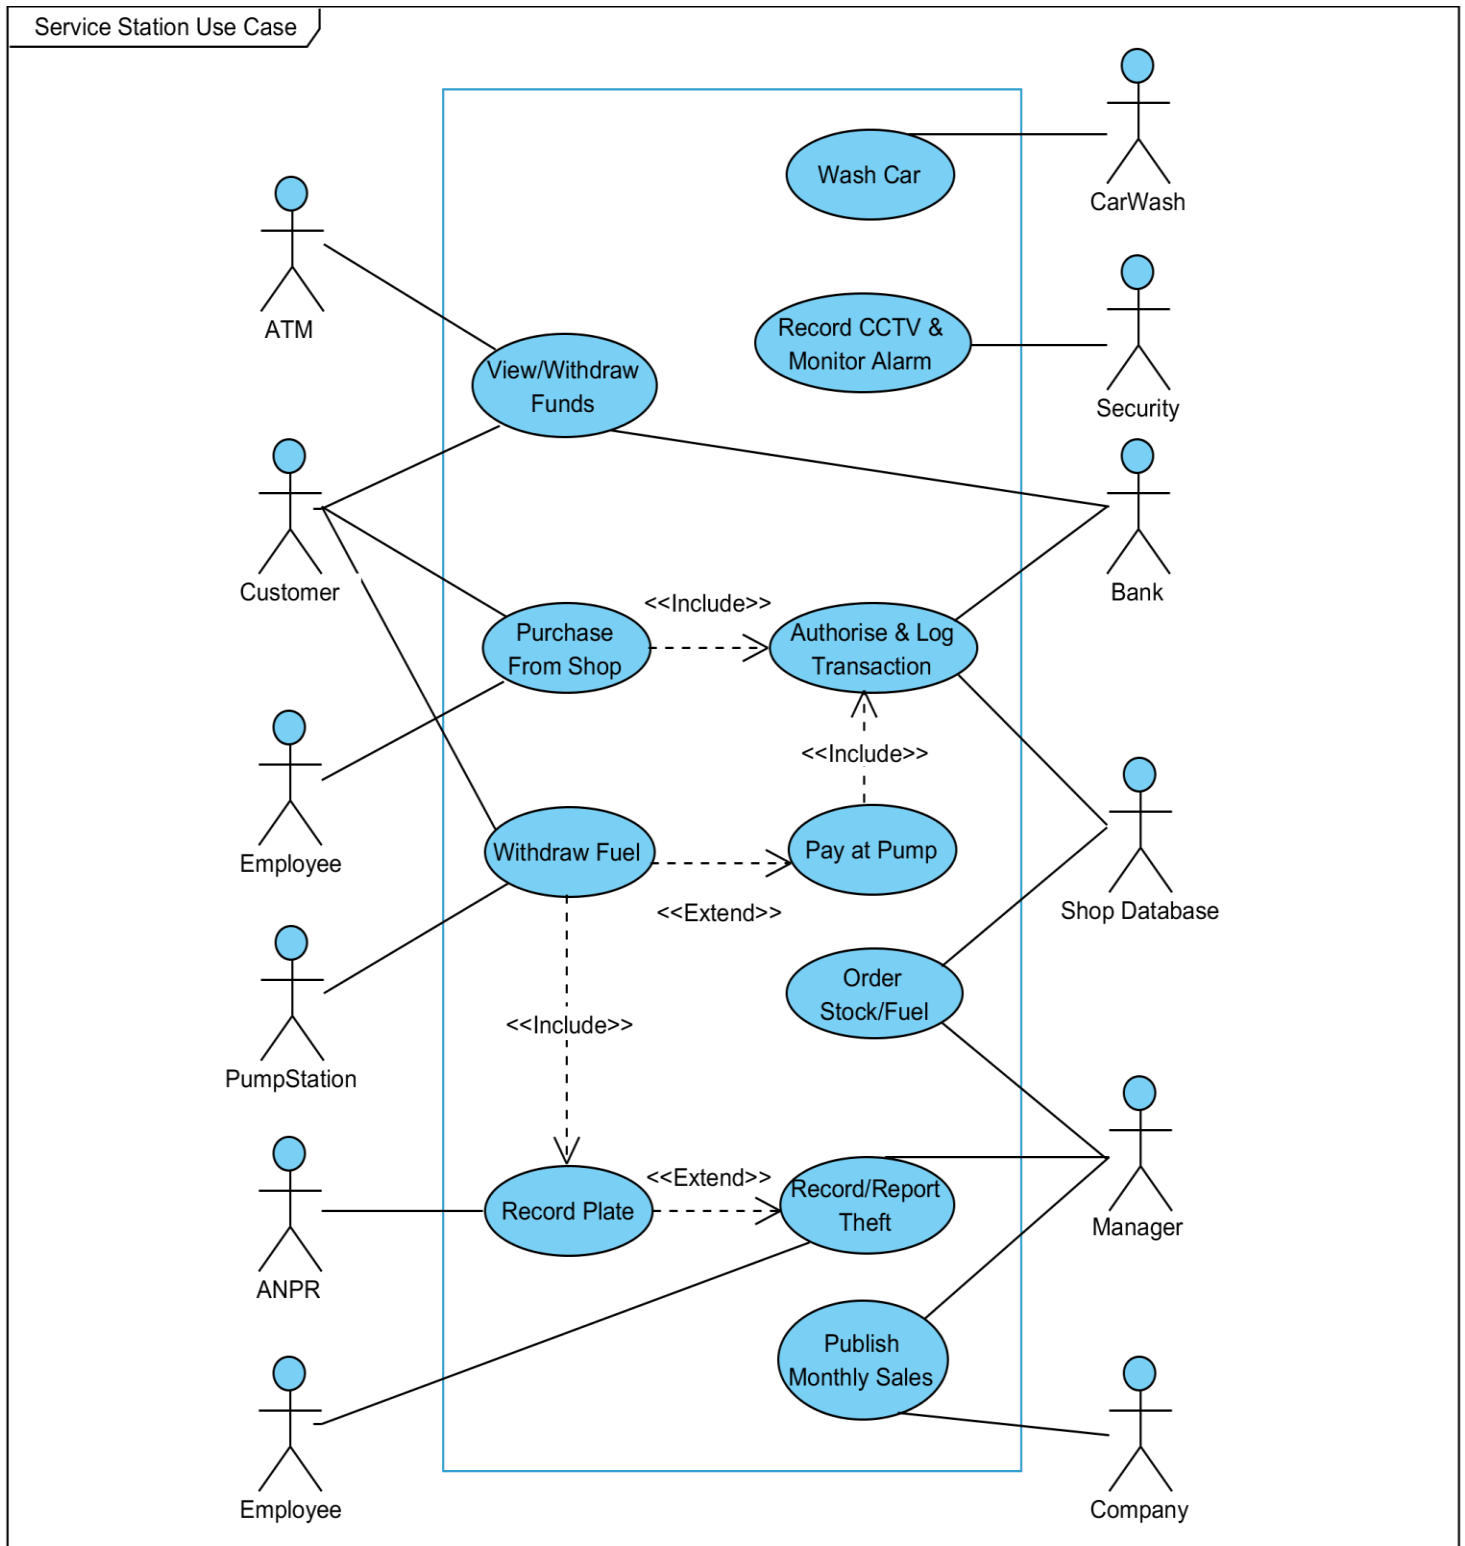 Service Station Use Case
CarWash
Wash Car
ATM
Security
Record CCTV &
Monitor Alarm
View/Withdraw
Funds
Customer
Bank
<<Include>>
Purchase
From Shop
Authorise & Log
Transaction
<<Include>>
Employee
Withdraw Fuel
Pay at Pump
<<Extend>>
Shop Database
Order
Stock/Fuel
<<Include>>
PumpStation
<<Extend>>
Record Plate
Record/Report
Theft
Manager
ANPR
Publish
Monthly Sales
Employee
Company